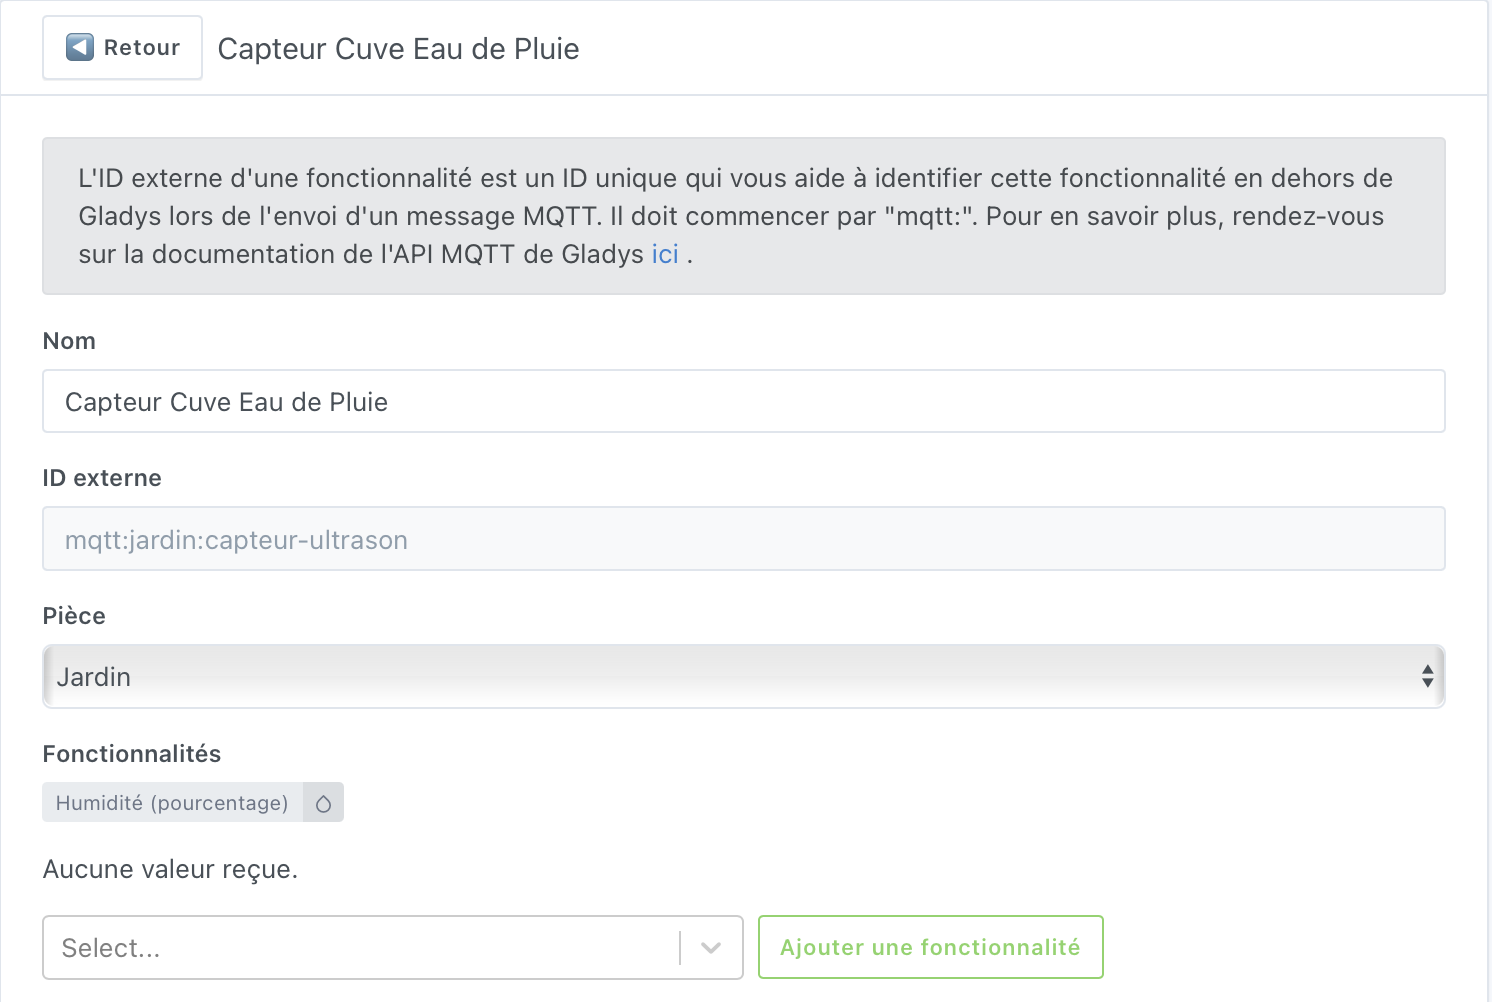 Retour
Capteur Cuve Eau de Pluie
L'ID externe d'une fonctionnalité est un ID unique qui vous aide à identifier cette fonctionnalité en dehors de
Gladys lors de l'envoi d'un message MQTT. Il doit commencer par "mqtt:". Pour en savoir plus, rendez-vous
sur la documentation de l'API MQTT de Gladys ici .
Nom
Capteur Cuve Eau de Pluie
ID externe
mqtt:jardin:capteur-ultrason
Pièce
Jardin
Fonctionnalités
Humidité (pourcentage)
Aucune valeur reçue.
Select...
Ajouter une fonctionnalité